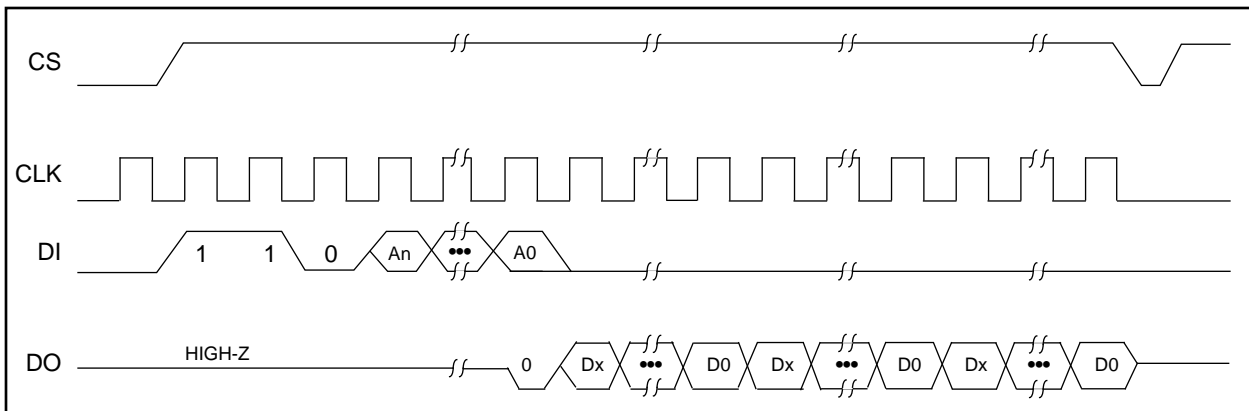 CS
CLK
DI 1 1 0 An ••• A0
HIGH-Z
DO 0 Dx ••• D0 Dx ••• D0 Dx ••• D0